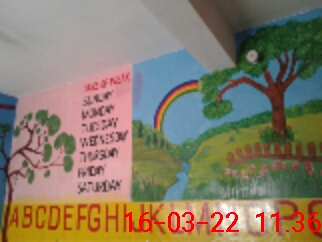 DAYS OF WEEK
SUNDAY
MONDAY
TUESDAY
WEDNESDAY
THURSDAY
FRIDAY
SATURDAY
ABCDEFGHIJK
16-03-22 11:36